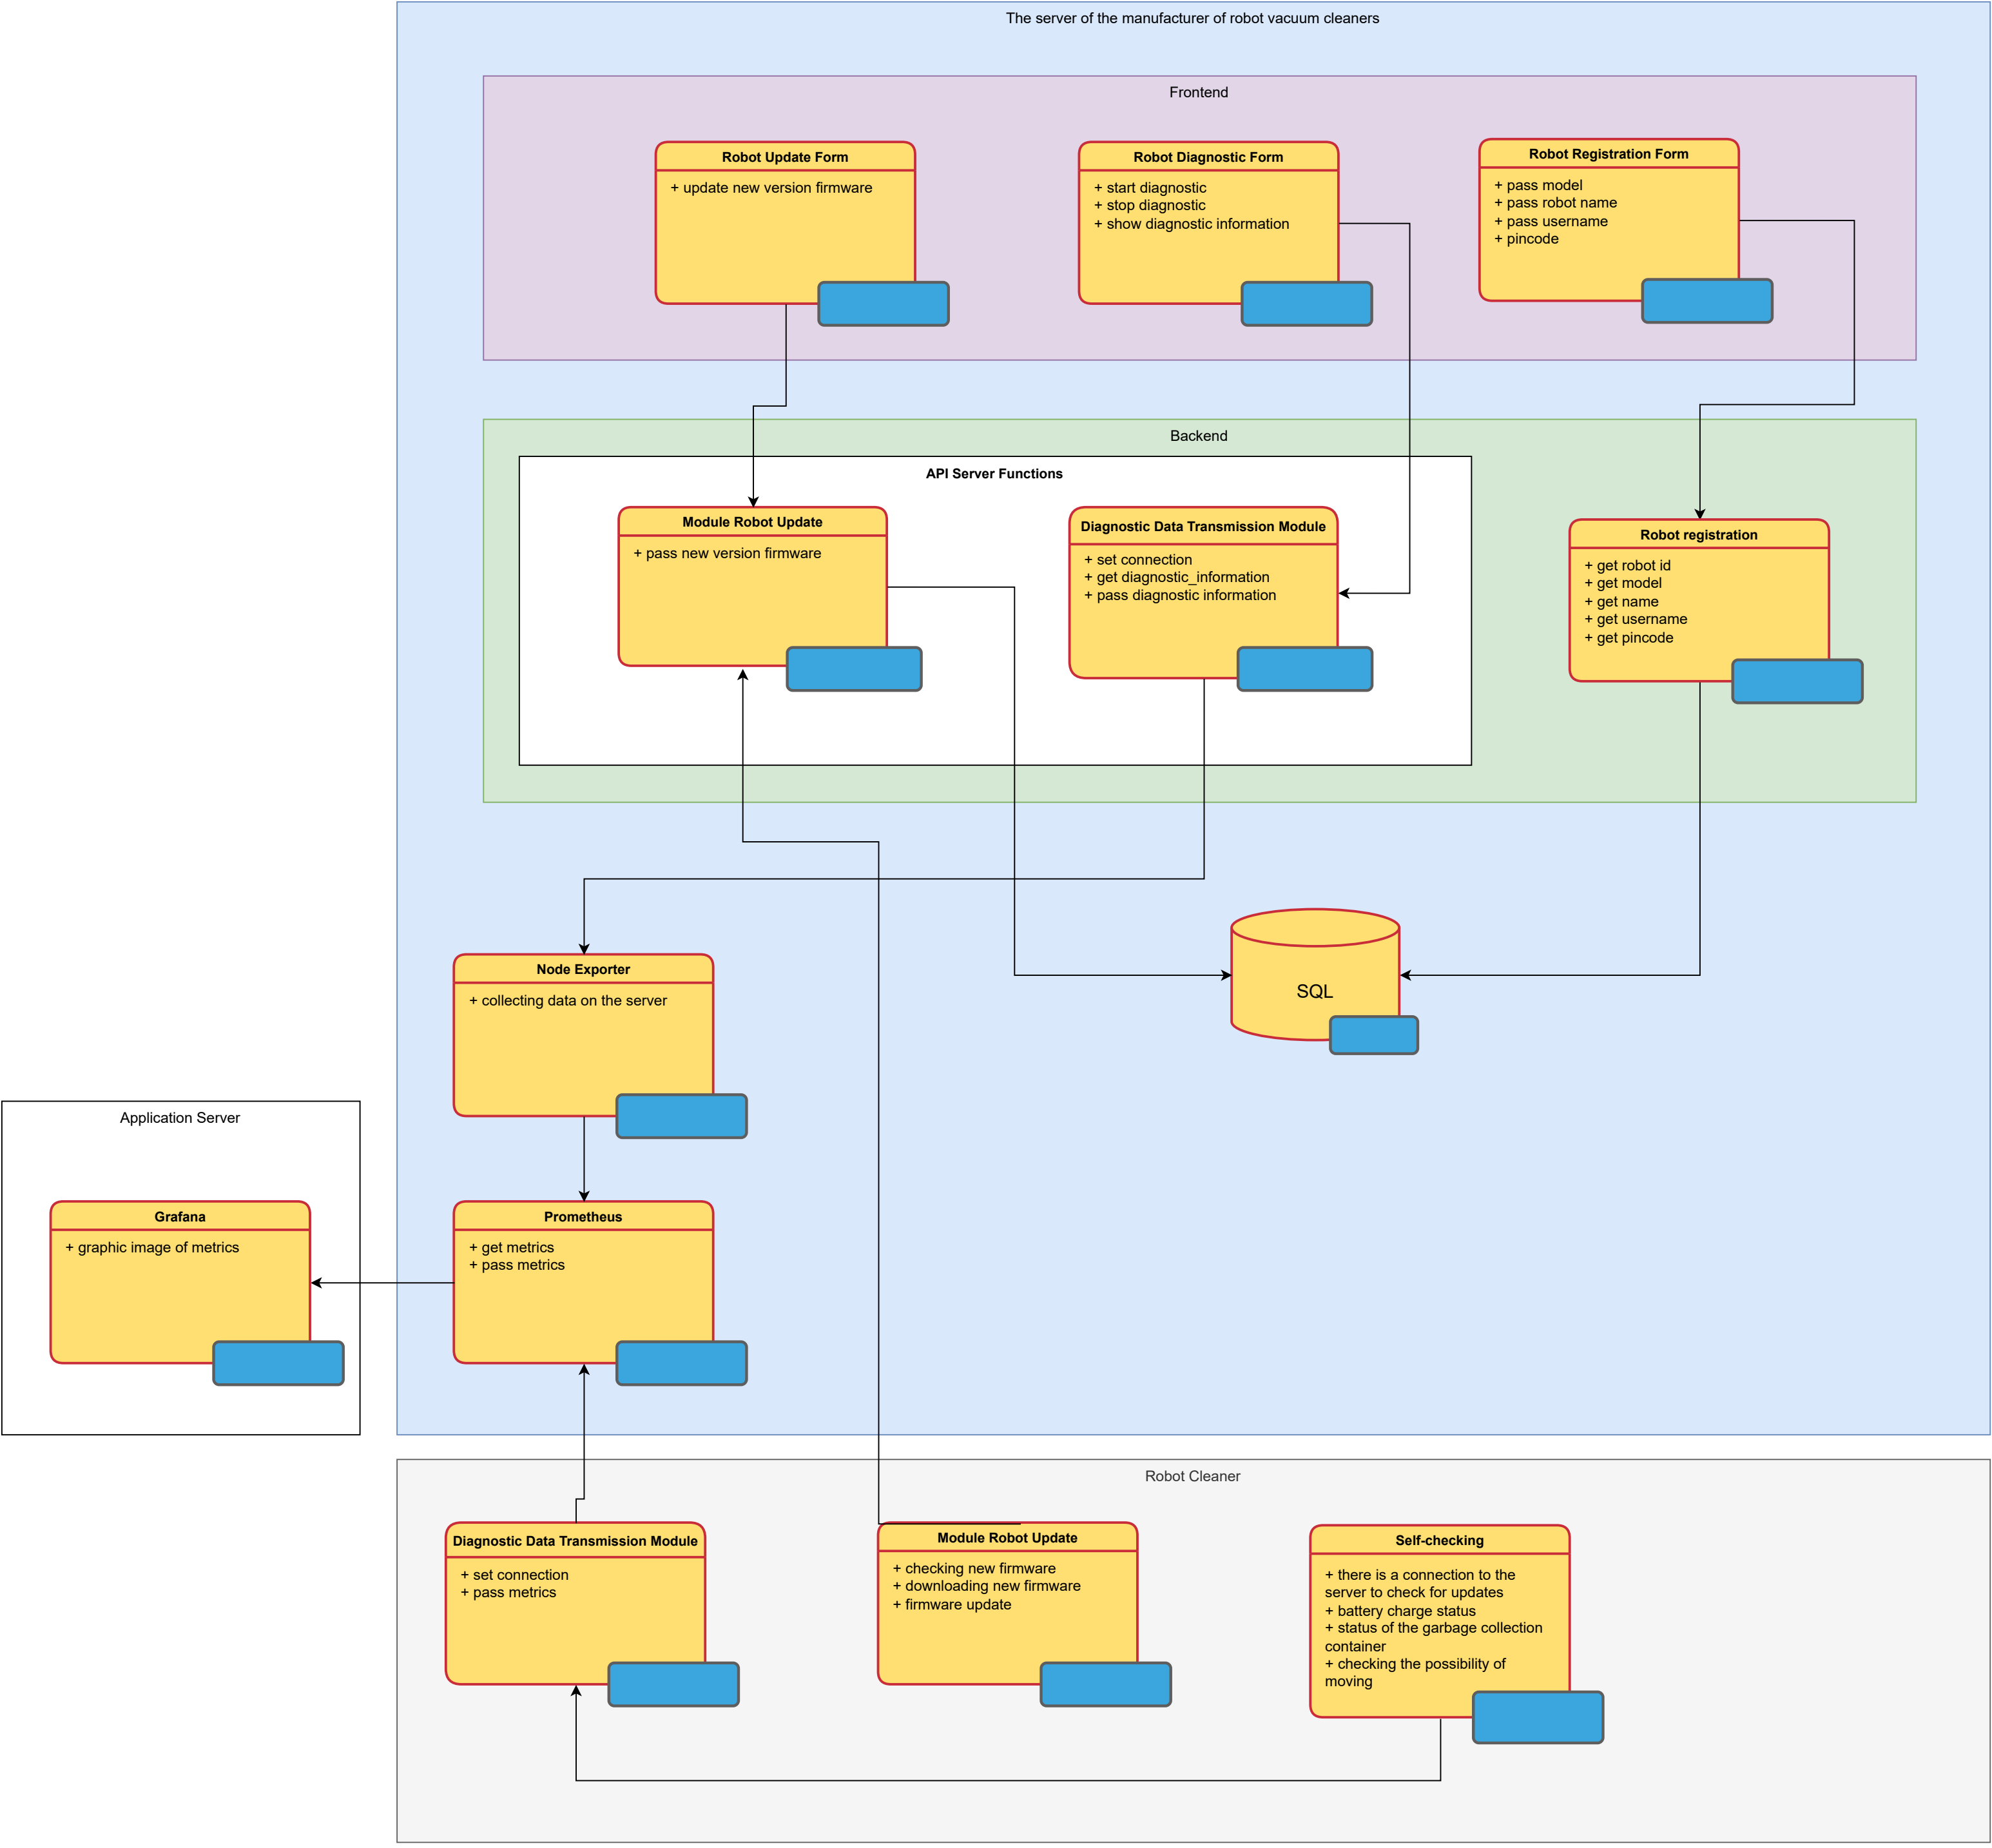 The server of the manufacturer of robot vacuum cleaners
Frontend
Robot Update Form
+ update new version firmware
Robot Diagnostic Form
+ start diagnostic
+ stop diagnostic
+ show diagnostic information
Robot Registration Form
+ pass model
+ pass robot name
+ pass username
+ pincode
Backend
API Server Functions
Module Robot Update
+ pass new version firmware
Diagnostic Data Transmission Module
+ set connection
+ get diagnostic_information
+ pass diagnostic information
Robot registration
+ get robot id
+ get model
+ get name
+ get username
+ get pincode
Node Exporter
+ collecting data on the server
SQL
Application Server
Grafana
+ graphic image of metrics
Prometheus
+ get metrics
+ pass metrics
Robot Cleaner
Diagnostic Data Transmission Module
+ set connection
+ pass metrics
Module Robot Update
+ checking new firmware
+ downloading new firmware
+ firmware update
Self-checking
+ there is a connection to the
server to check for updates
+ battery charge status
+ status of the garbage collection
container
+ checking the possibility of
moving